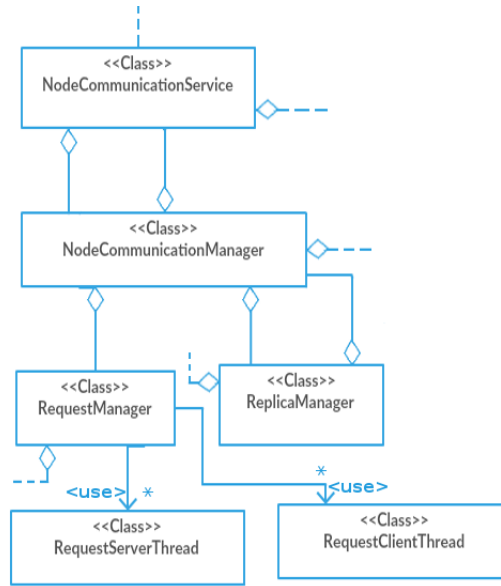 <<Class>>
NodeCommunicationService
<<Class>>
NodeCommunicationManager
<<Class>>
RequestManager
<<Class>>
ReplicaManager
<use> *
*
<use>
<<Class>>
RequestServerThread
<<Class>>
RequestClientThread